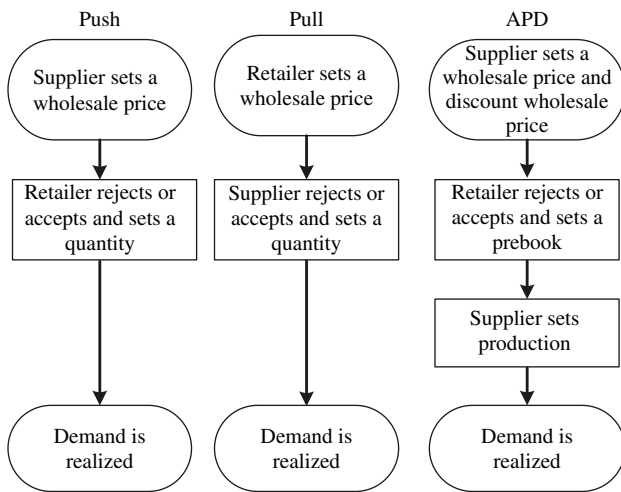 Push
Supplier sets a
wholesale price
Retailer rejects or
accepts and sets a
quantity
Demand is
realized
Pull
Retailer sets a
wholesale price
Supplier rejects or
accepts and sets a
quantity
Demand is
realized
APD
Supplier sets a
wholesale price and
discount wholesale
price
Retailer rejects or
accepts and sets a
prebook
Supplier sets
production
Demand is
realized